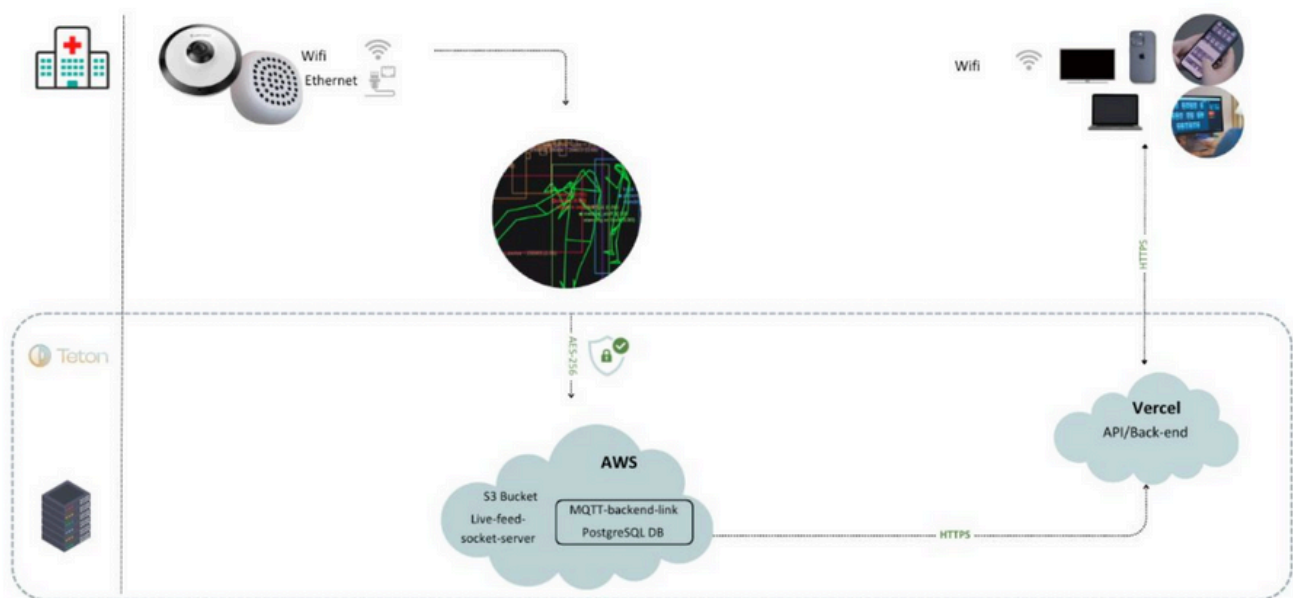 Wifi
Ethernet
Wifi
HTTPS
Teton
AES-256
AWS
S3 Bucket
Live-feed-
socket-server
MQTT-backend-link
PostgreSQL DB
HTTPS
Vercel
API/Back-end